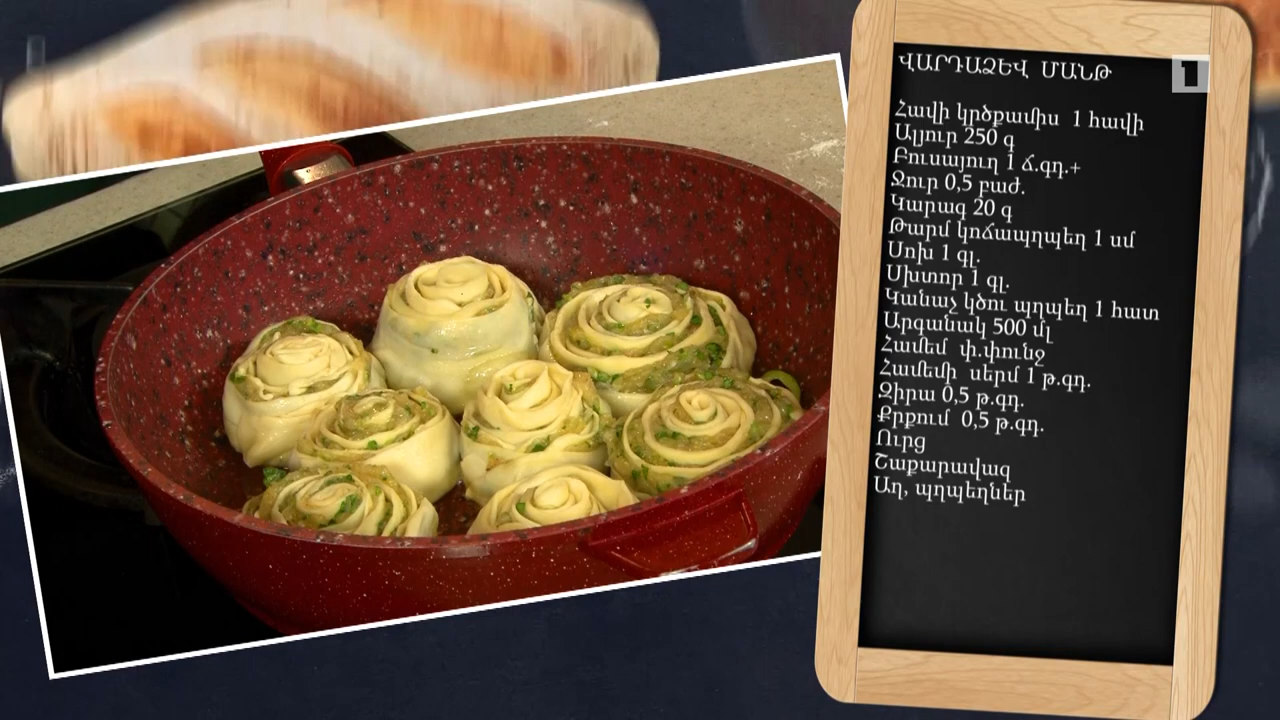 ՎԱՐԴԱՁԵՎ ՄԱՆԹ
1
Հավի կրծքամիս 1 հավի
Ալյուր 250 գ
Բուսայուղ 1 ճ.գդ.+
Ջուր 0,5 բաժ.
Կարագ 20 գ
Թարմ կոճապղպեղ 1 սմ
Սոխ 1 գլ.
Սխտոր 1 գլ.
Կանաչ կծու պղպեղ 1 հատ
Արգանակ 500 մլ
Համեմ փ.փունջ
Համեմի սերմ 1 թ.գդ.
Զիրա 0,5 թ.գդ.
Քրքում 0,5 թ.գդ.
Ուրց
Շաքարավազ
Աղ, պղպեղներ